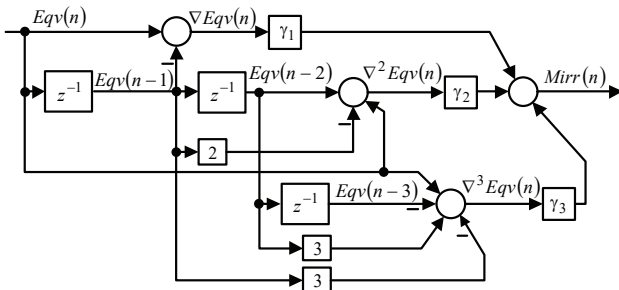 Eqv(n)
∇Eqv(n)
γ₁
z⁻¹
Eqv(n−1)
z⁻¹
Eqv(n−2)
∇²Eqv(n)
γ₂
Mirr(n)
2
z⁻¹
Eqv(n−3)
∇³Eqv(n)
γ₃
3
3